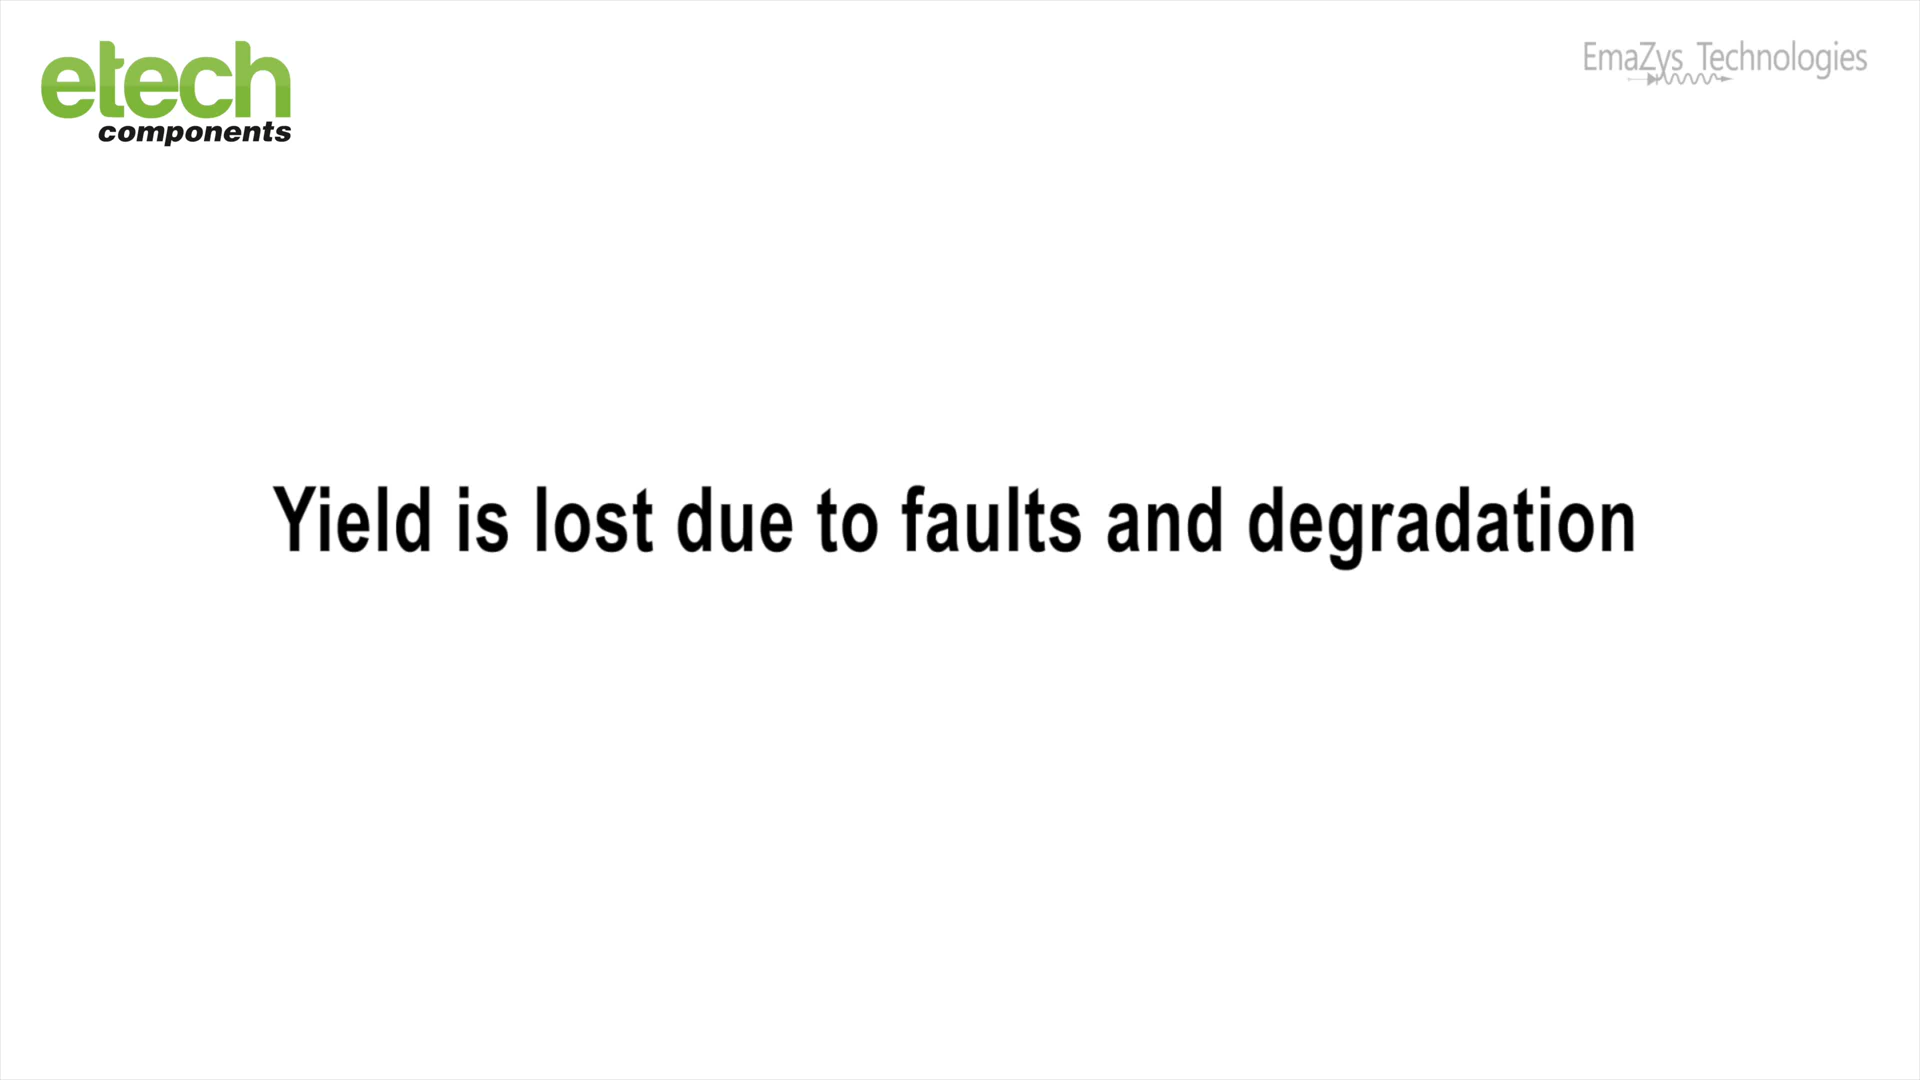 etech
components
EmaZys Technologies
Yield is lost due to faults and degradation